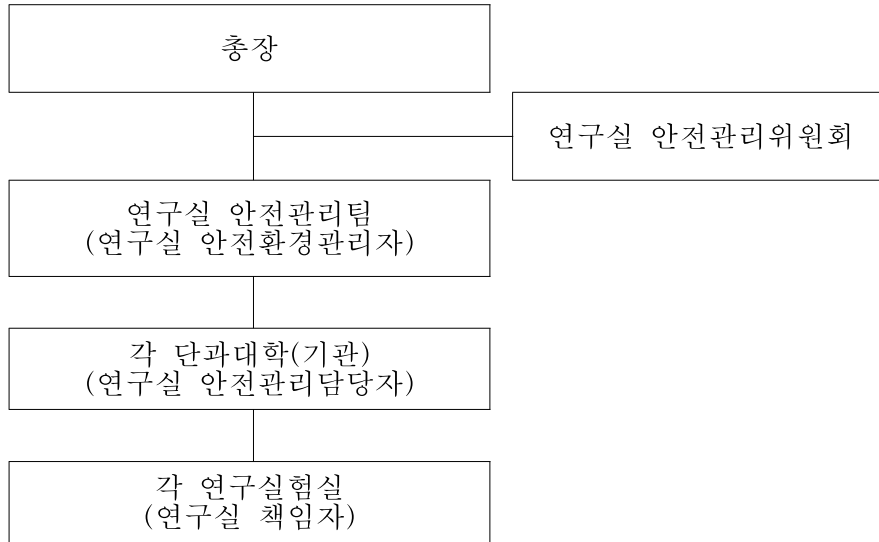 총장
연구실 안전관리위원회
연구실 안전관리팀
(연구실 안전환경관리자)
각 단과대학(기관)
(연구실 안전관리담당자)
각 연구실험실
(연구실 책임자)